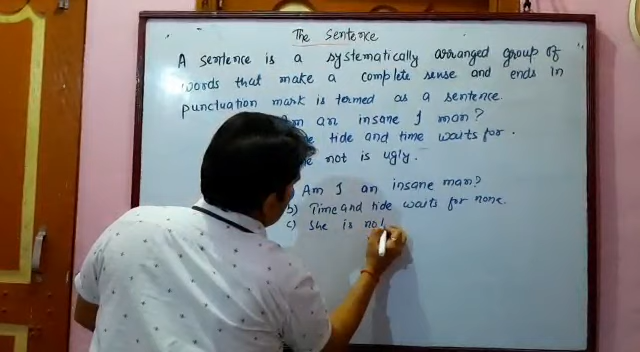 The Sentence
A sentence is a systematically arranged group of
words that make a complete sense and ends in
punctuation mark is termed as a sentence.
Am an insane I man?
tide and time waits for.
not is ugly.
Am I an insane man?
b) Time and tide waits for none.
c) She is not